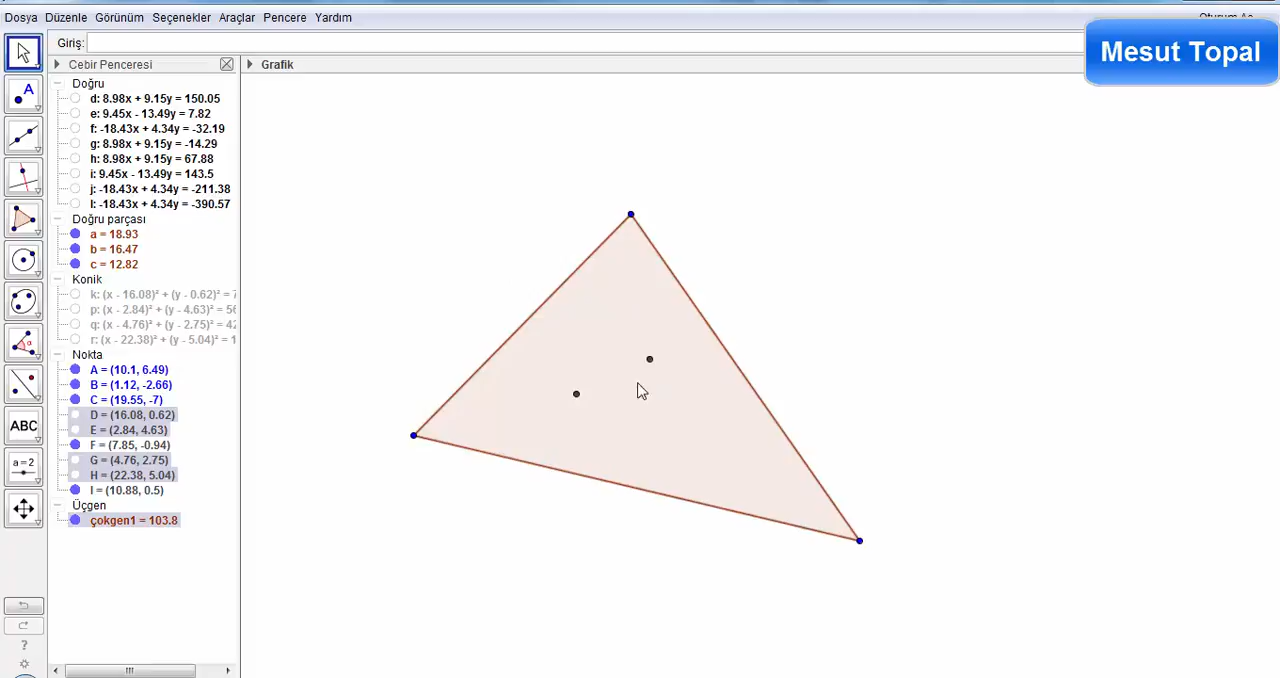 Dosya Düzenle Görünüm Seçenekler Araçlar Pencere Yardım
Mesut Topal
Giriş:
Cebir Penceresi
Grafik
Doğru
d: 8.98x + 9.15y = 150.05
e: 9.45x - 13.49y = 7.82
f: -18.43x + 4.34y = -32.19
g: 8.98x + 9.15y = -14.29
h: 8.98x + 9.15y = 67.88
i: 9.45x - 13.49y = 143.5
j: -18.43x + 4.34y = -211.38
l: -18.43x + 4.34y = -390.57
Doğru parçası
a = 18.93
b = 16.47
c = 12.82
Konik
k: (x - 16.08)² + (y - 0.62)² = 7
p: (x - 2.84)² + (y - 4.63)² = 56
q: (x - 4.76)² + (y - 2.75)² = 42
r: (x - 22.38)² + (y - 5.04)² = 1
Nokta
A = (10.1, 6.49)
B = (1.12, -2.66)
C = (19.55, -7)
D = (16.08, 0.62)
E = (2.84, 4.63)
F = (7.85, -0.94)
G = (4.76, 2.75)
H = (22.38, 5.04)
I = (10.88, 0.5)
Üçgen
çokgen1 = 103.8
A
α
ABC
a=2
?